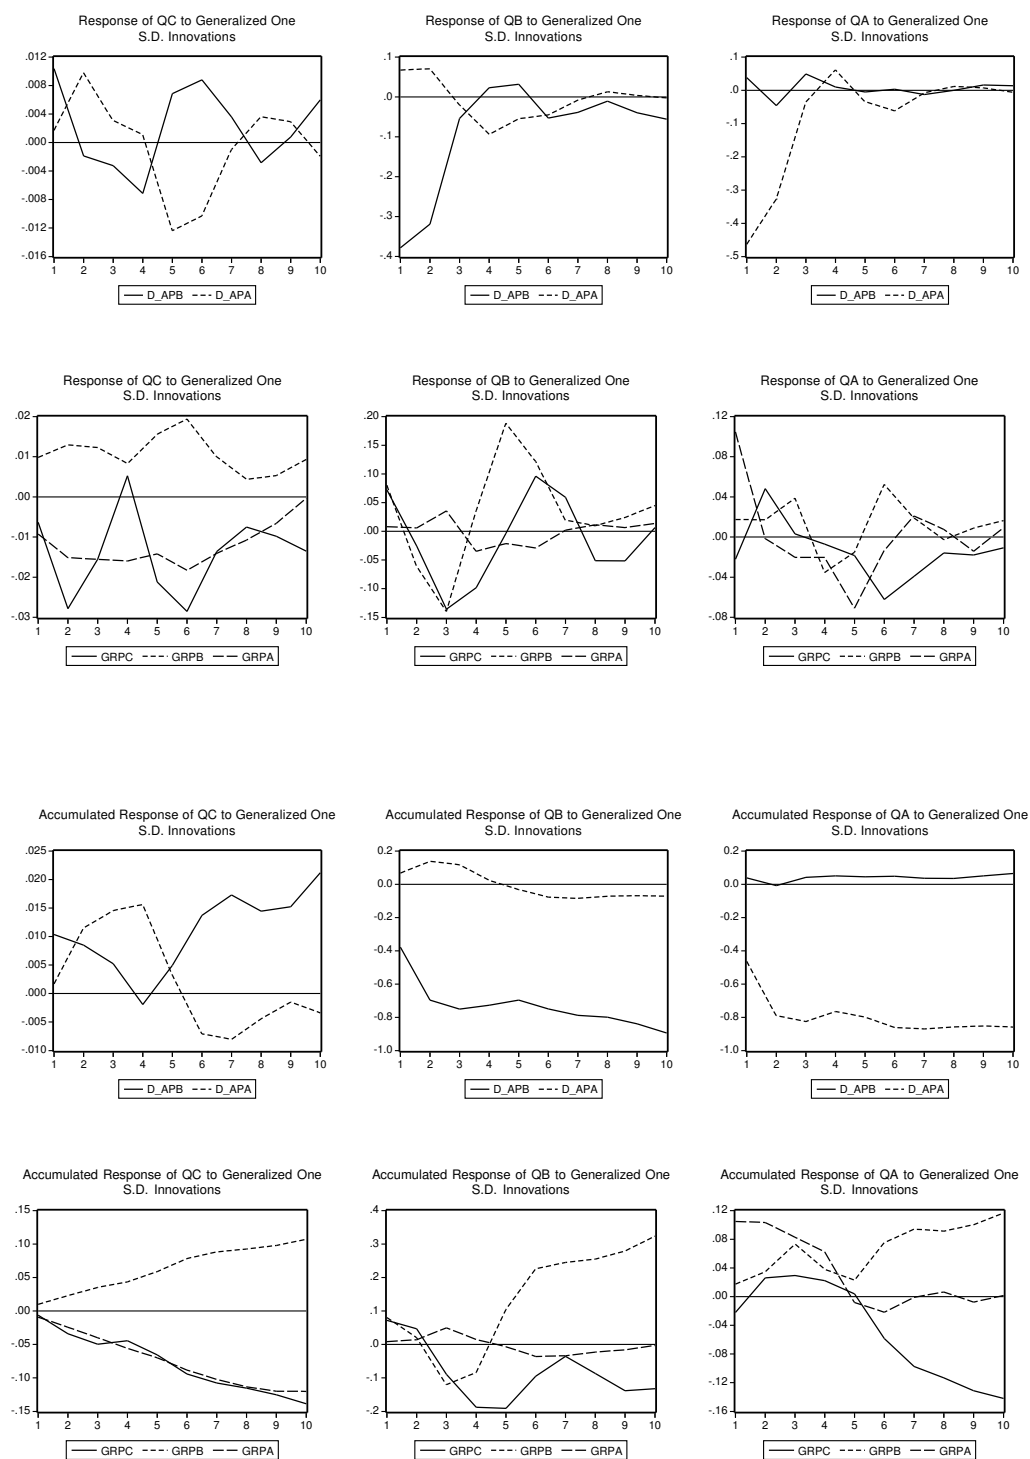 Response of QC to Generalized One
S.D. Innovations
.012
.008
.004
.000
-.004
-.008
-.012
-.016
1 2 3 4 5 6 7 8 9 10
D_APB D_APA
Response of QB to Generalized One
S.D. Innovations
.1
.0
-.1
-.2
-.3
-.4
1 2 3 4 5 6 7 8 9 10
D_APB D_APA
Response of QA to Generalized One
S.D. Innovations
.1
.0
-.1
-.2
-.3
-.4
-.5
1 2 3 4 5 6 7 8 9 10
D_APB D_APA
Response of QC to Generalized One
S.D. Innovations
.02
.01
.00
-.01
-.02
-.03
1 2 3 4 5 6 7 8 9 10
GRPC GRPB GRPA
Response of QB to Generalized One
S.D. Innovations
.20
.15
.10
.05
.00
-.05
-.10
-.15
1 2 3 4 5 6 7 8 9 10
GRPC GRPB GRPA
Response of QA to Generalized One
S.D. Innovations
.12
.08
.04
.00
-.04
-.08
1 2 3 4 5 6 7 8 9 10
GRPC GRPB GRPA
Accumulated Response of QC to Generalized One
S.D. Innovations
.025
.020
.015
.010
.005
.000
-.005
-.010
1 2 3 4 5 6 7 8 9 10
D_APB D_APA
Accumulated Response of QB to Generalized One
S.D. Innovations
0.2
0.0
-0.2
-0.4
-0.6
-0.8
-1.0
1 2 3 4 5 6 7 8 9 10
D_APB D_APA
Accumulated Response of QA to Generalized One
S.D. Innovations
0.2
0.0
-0.2
-0.4
-0.6
-0.8
-1.0
1 2 3 4 5 6 7 8 9 10
D_APB D_APA
Accumulated Response of QC to Generalized One
S.D. Innovations
.15
.10
.05
.00
-.05
-.10
-.15
1 2 3 4 5 6 7 8 9 10
GRPC GRPB GRPA
Accumulated Response of QB to Generalized One
S.D. Innovations
.4
.3
.2
.1
.0
-.1
-.2
1 2 3 4 5 6 7 8 9 10
GRPC GRPB GRPA
Accumulated Response of QA to Generalized One
S.D. Innovations
.12
.08
.04
.00
-.04
-.08
-.12
-.16
1 2 3 4 5 6 7 8 9 10
GRPC GRPB GRPA